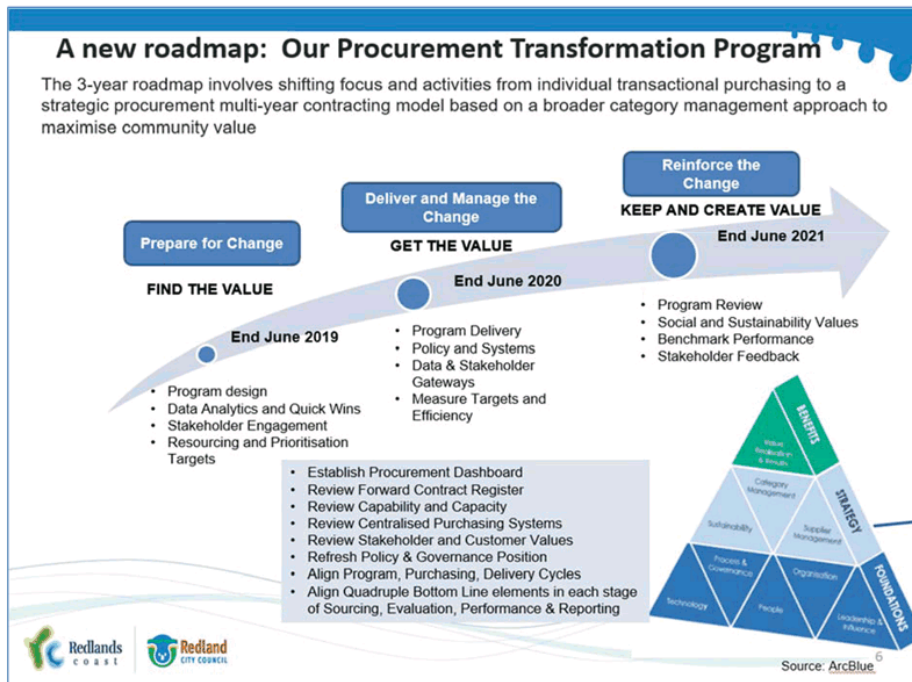 A new roadmap: Our Procurement Transformation Program
The 3-year roadmap involves shifting focus and activities from individual transactional purchasing to a
strategic procurement multi-year contracting model based on a broader category management approach to
maximise community value
Prepare for Change
FIND THE VALUE
End June 2019
• Program design
• Data Analytics and Quick Wins
• Stakeholder Engagement
• Resourcing and Prioritisation
Targets
Deliver and Manage the
Change
GET THE VALUE
End June 2020
• Program Delivery
• Policy and Systems
• Data & Stakeholder
Gateways
• Measure Targets and
Efficiency
Reinforce the
Change
KEEP AND CREATE VALUE
End June 2021
• Program Review
• Social and Sustainability Values
• Benchmark Performance
• Stakeholder Feedback
• Establish Procurement Dashboard
• Review Forward Contract Register
• Review Capability and Capacity
• Review Centralised Purchasing Systems
• Review Stakeholder and Customer Values
• Refresh Policy & Governance Position
• Align Program, Purchasing, Delivery Cycles
• Align Quadruple Bottom Line elements in each stage
of Sourcing, Evaluation, Performance & Reporting
BENEFITS
Value
Realisation
& Results
STRATEGY
Category
Management
Sustainability
Supplier
Management
FOUNDATIONS
Process &
Governance
Organisation
Technology
People
Leadership &
Influence
Redlands
coast
Redland
CITY COUNCIL
6
Source: ArcBlue